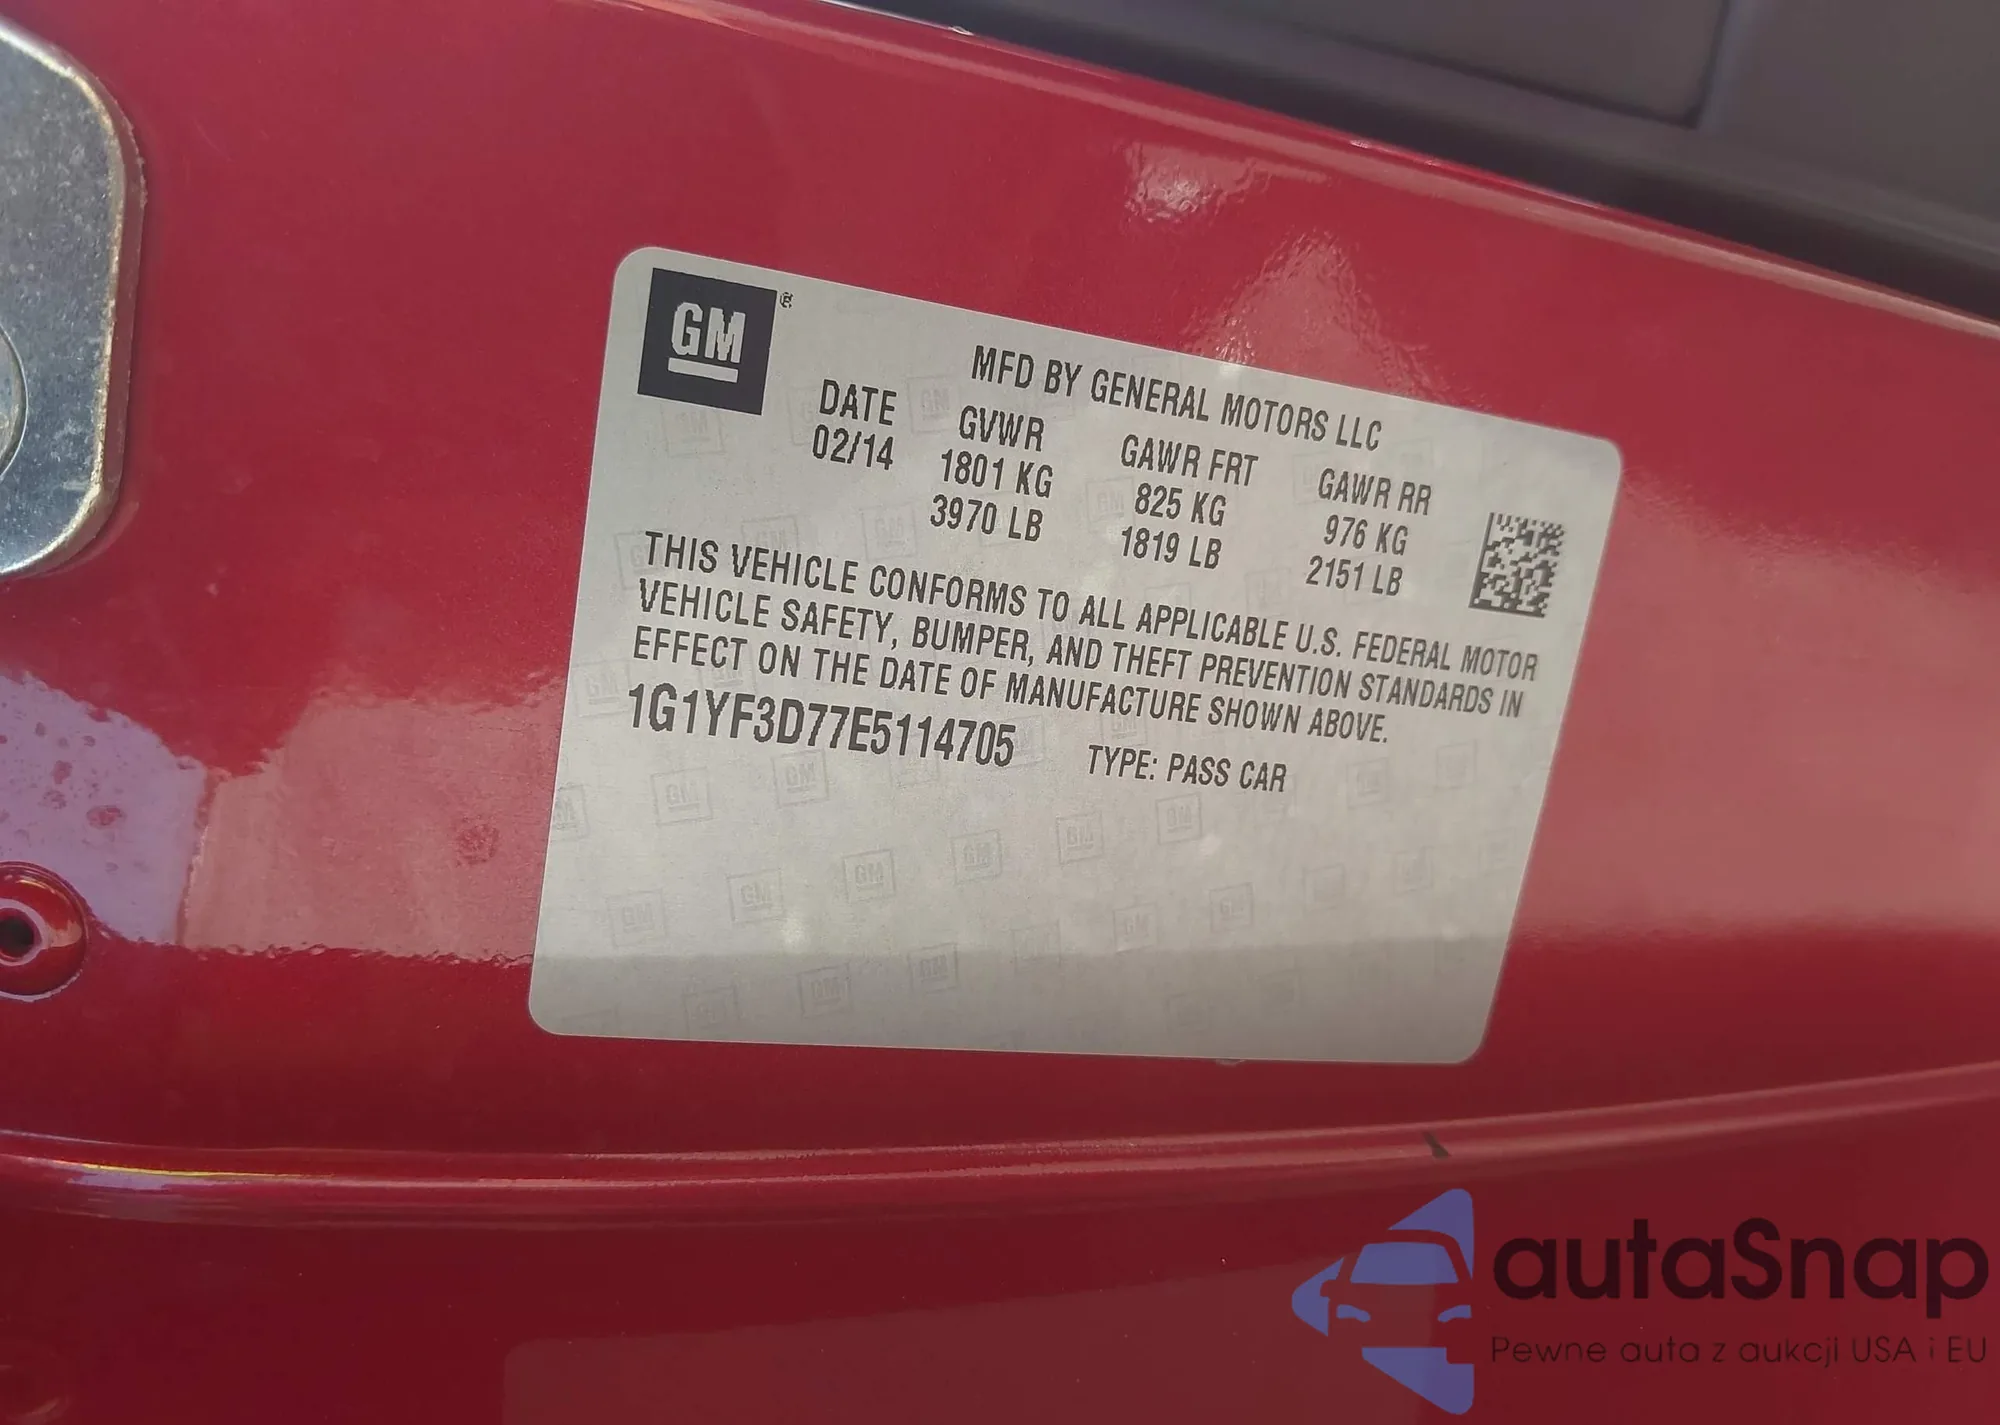 GM ®
MFD BY GENERAL MOTORS LLC
DATE GVWR GAWR FRT GAWR RR
02/14 1801 KG 825 KG 976 KG
3970 LB 1819 LB 2151 LB
THIS VEHICLE CONFORMS TO ALL APPLICABLE U.S. FEDERAL MOTOR
VEHICLE SAFETY, BUMPER, AND THEFT PREVENTION STANDARDS IN
EFFECT ON THE DATE OF MANUFACTURE SHOWN ABOVE.
1G1YF3D77E5114705 TYPE: PASS CAR
autaSnap
Pewne auta z aukcji USA i EU